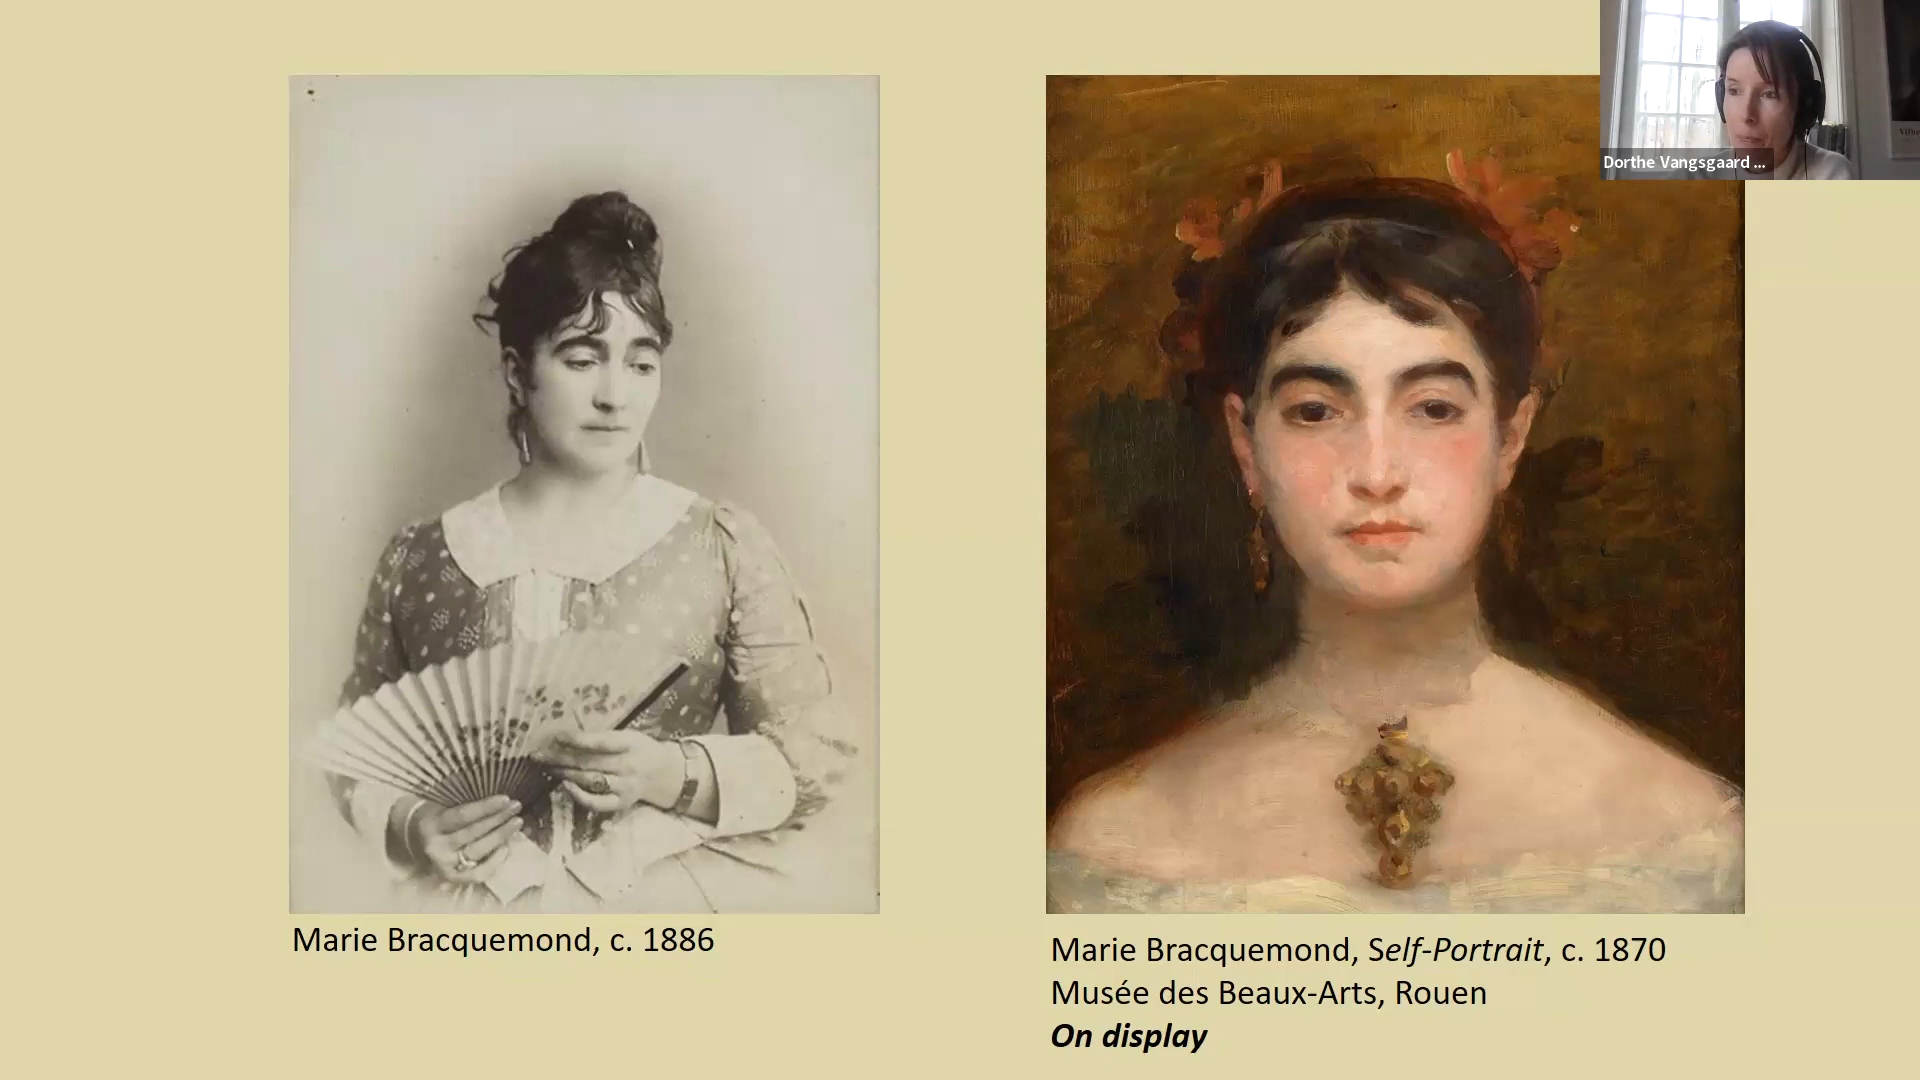 Dorthe Vangsgaard ...
Marie Bracquemond, c. 1886
Marie Bracquemond, Self-Portrait, c. 1870
Musée des Beaux-Arts, Rouen
On display